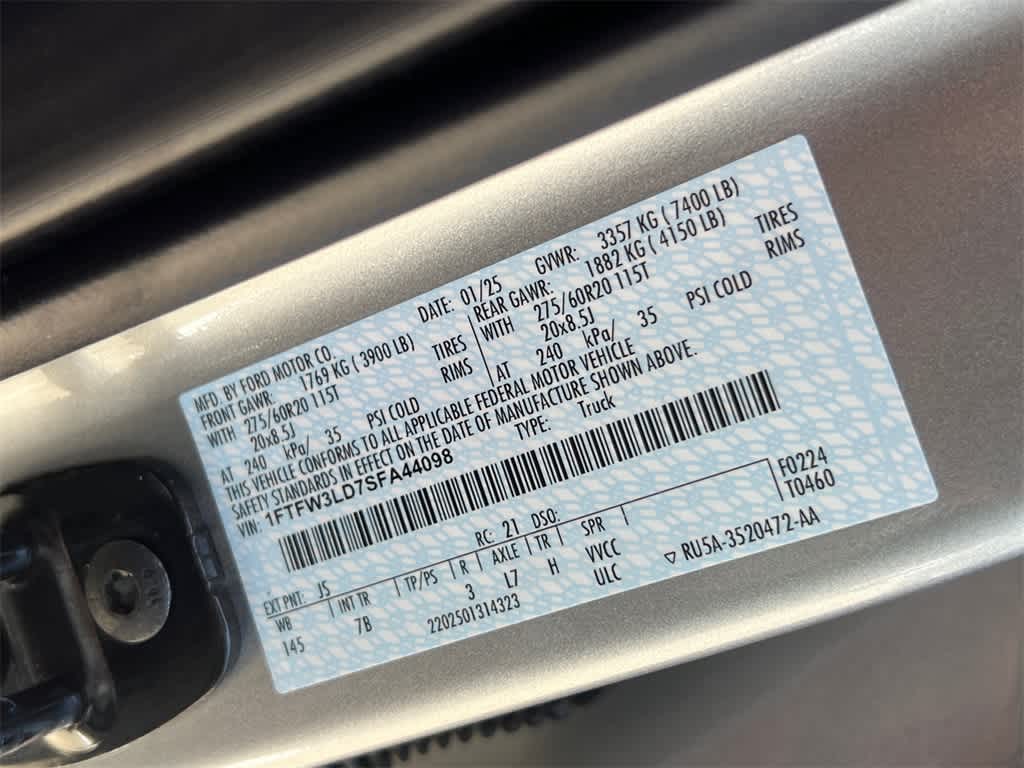 MFD. BY FORD MOTOR CO. DATE: 01/25 GVWR: 3357 KG ( 7400 LB)
FRONT GAWR: 1769 KG ( 3900 LB) REAR GAWR: 1882 KG ( 4150 LB)
WITH 275/60R20 115T TIRES WITH 275/60R20 115T TIRES
20x8.5J RIMS 20x8.5J RIMS
AT 240 kPa/ 35 PSI COLD AT 240 kPa/ 35 PSI COLD
THIS VEHICLE CONFORMS TO ALL APPLICABLE FEDERAL MOTOR VEHICLE
SAFETY STANDARDS IN EFFECT ON THE DATE OF MANUFACTURE SHOWN ABOVE.
VIN: 1FTFW3LD7SFA44098 TYPE: Truck
F0224
EXT PNT: JS RC: 21 DSO: T0460
WB INT TR TP/PS R AXLE TR SPR
145 7B 3 L7 H VVCC ▽ RU5A-3520472-AA
2202501314323 ULC